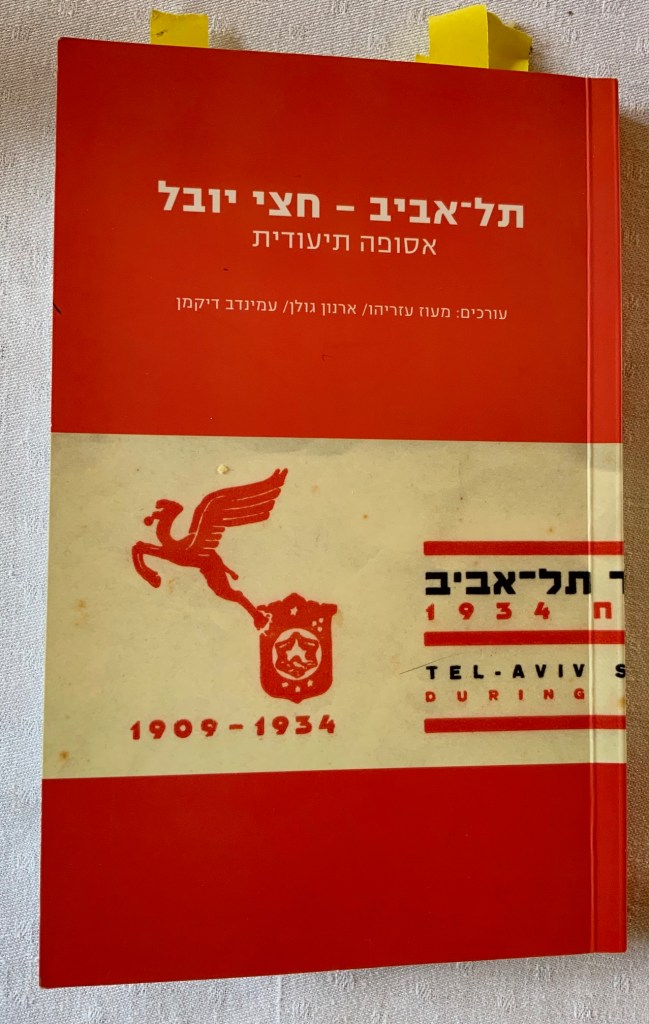 תל־אביב – חצי יובל
אסופה תיעודית
עורכים: מעוז עזריהו/ ארנון גולן/ עמינדב דיקמן
1909-1934
ר תל־אביב
ח 1934
TEL-AVIV S
DURING